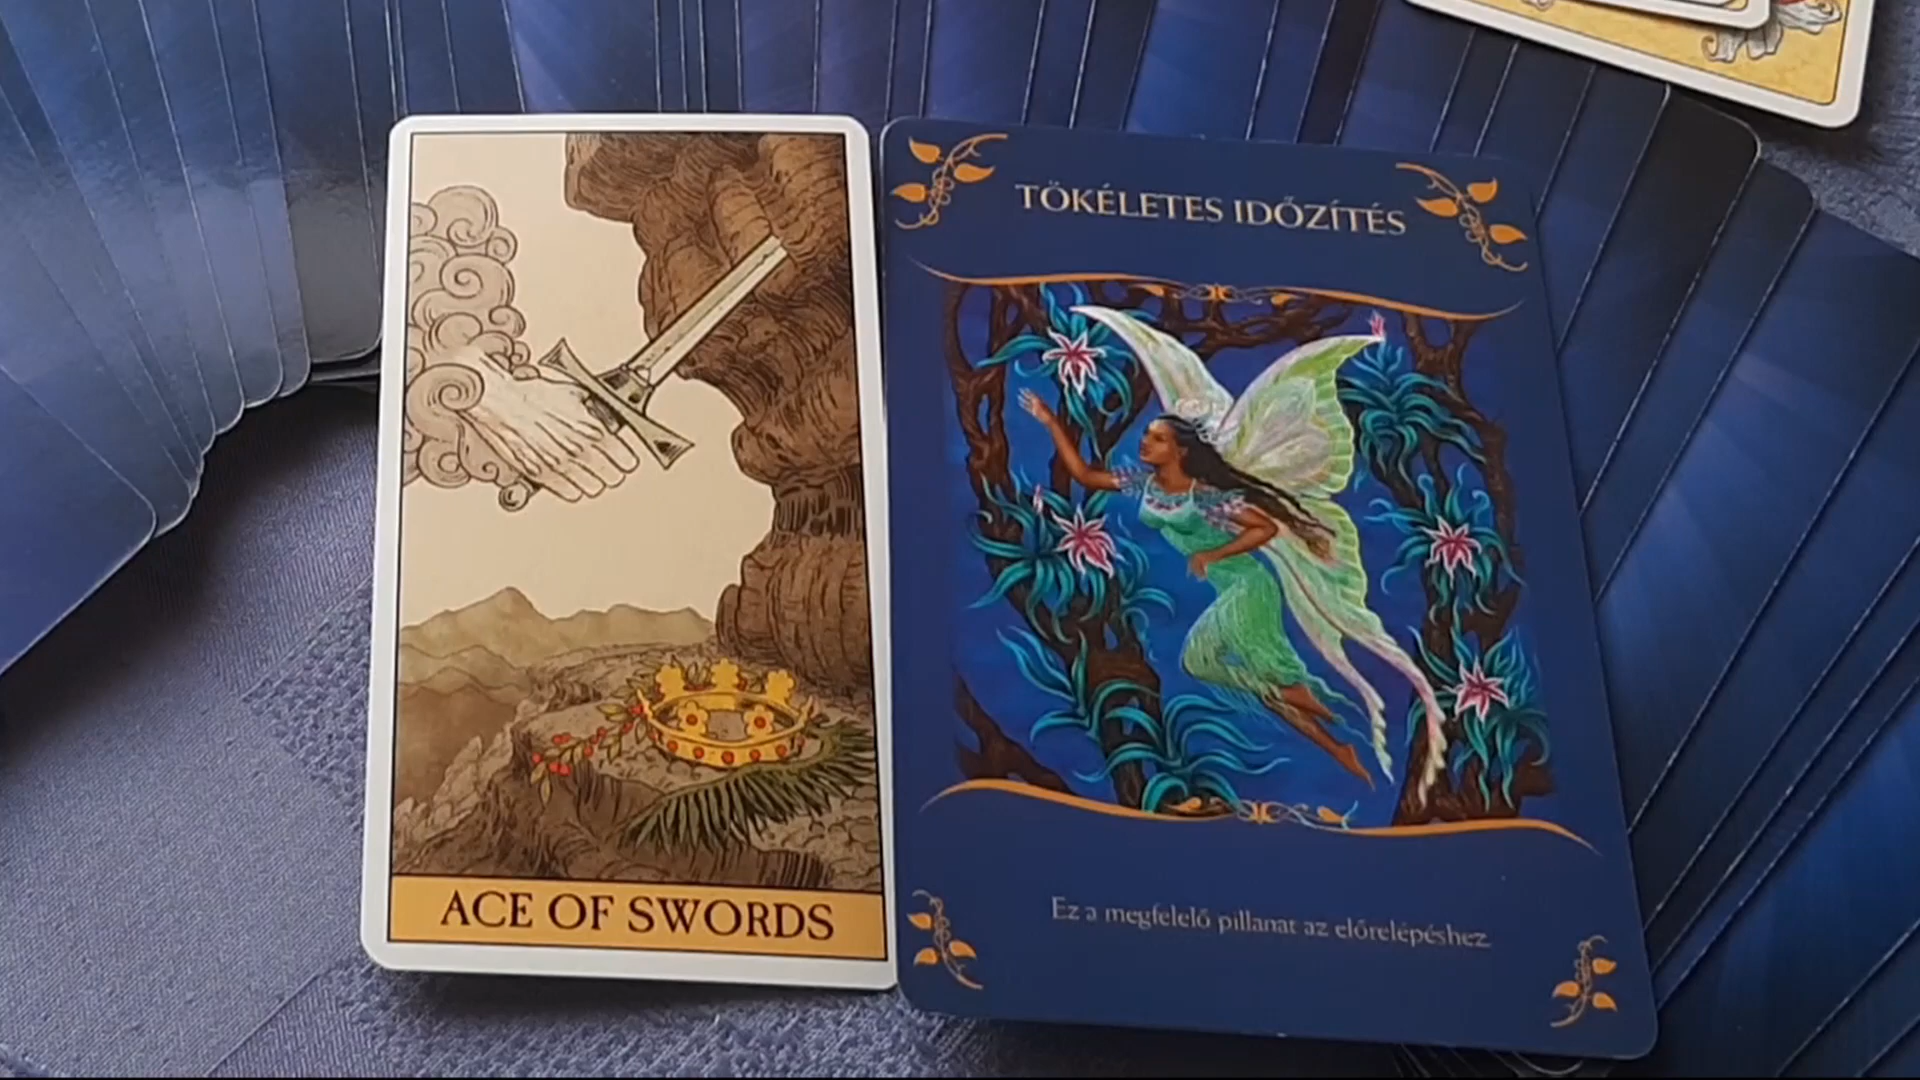 ACE OF SWORDS
TÖKÉLETES IDŐZÍTÉS
Ez a megfelelő pillanat az előrelépéshez.